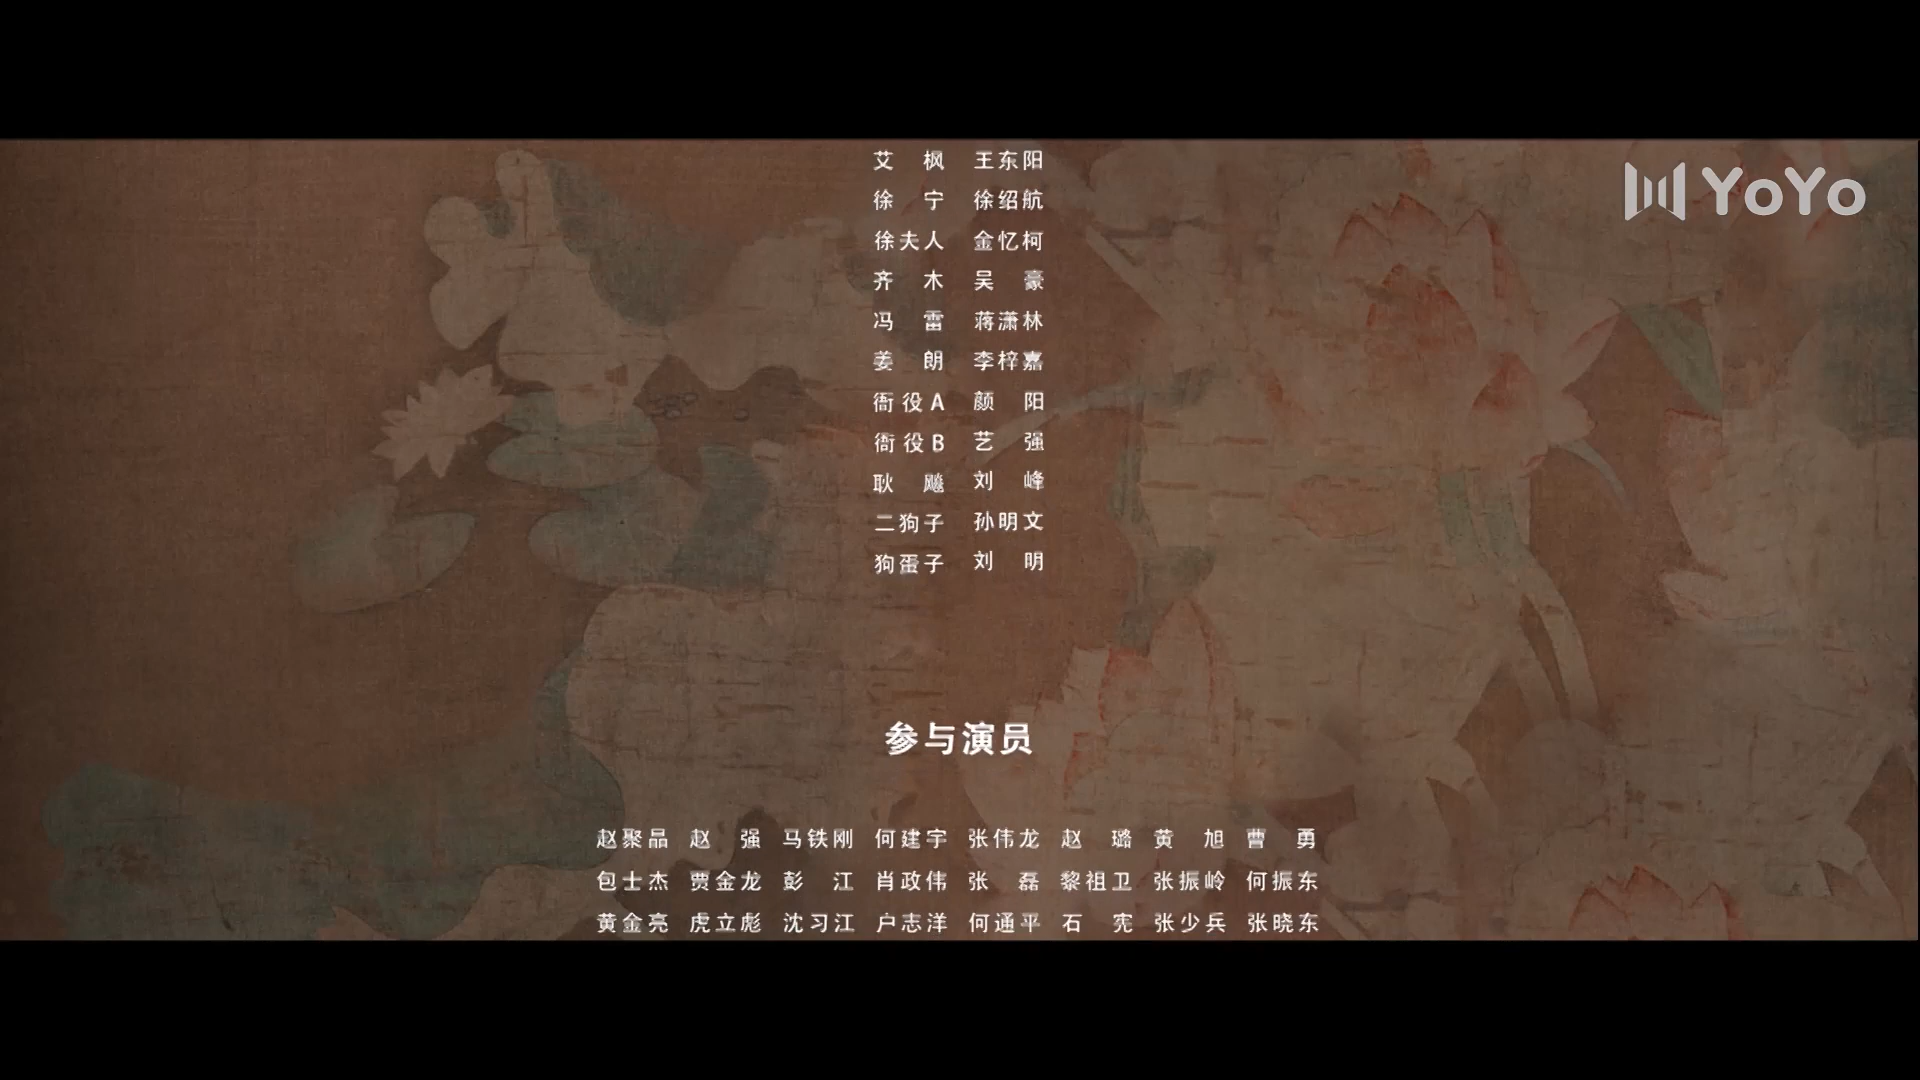 艾 枫 王东阳
YoYo
徐 宁 徐绍航
徐夫人 金忆柯
齐 木 吴 豪
冯 雷 蒋潇林
姜 朗 李梓嘉
衙役A 颜 阳
衙役B 艺 强
耿 飚 刘 峰
二狗子 孙明文
狗蛋子 刘 明
参与演员
赵聚品 赵 强 马铁刚 何建宇 张伟龙 赵 璐 黄 旭 曹 勇
包士杰 贾金龙 彭 江 肖政伟 张 磊 黎祖卫 张振岭 何振东
黄金亮 虎立彪 沈习江 户志洋 何通平 石 宪 张少兵 张晓东